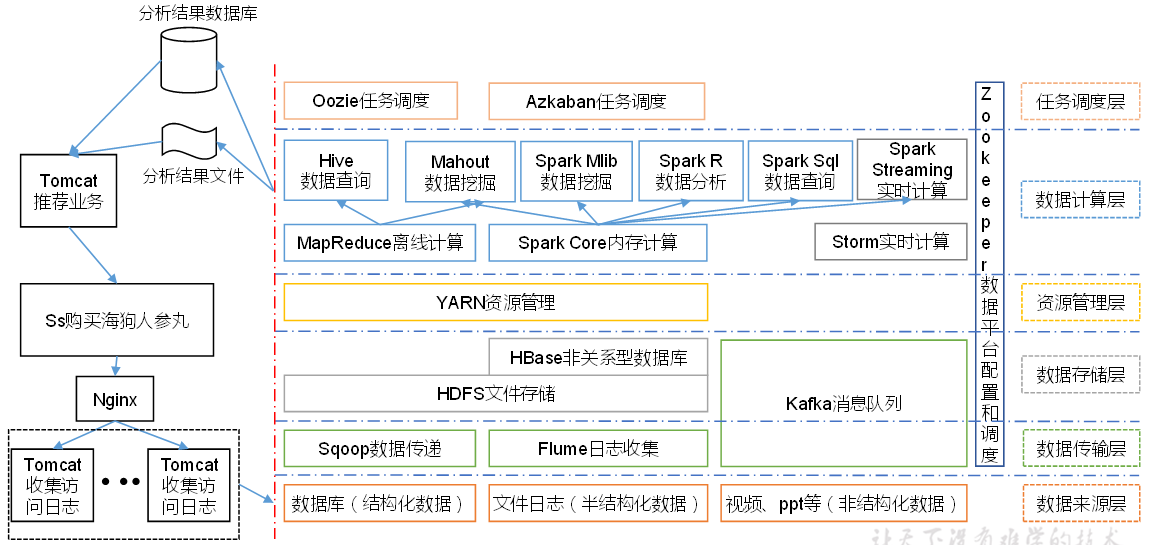 分析结果数据库
分析结果文件
Tomcat
推荐业务
Ss购买海狗人参丸
Nginx
Tomcat
收集访
问日志
•••
Tomcat
收集访
问日志
Oozie任务调度
Azkaban任务调度
任务调度层
Hive
数据查询
Mahout
数据挖掘
Spark Mlib
数据挖掘
Spark R
数据分析
Spark Sql
数据查询
Spark
Streaming
实时计算
MapReduce离线计算
Spark Core内存计算
Storm实时计算
数据计算层
YARN资源管理
资源管理层
HBase非关系型数据库
HDFS文件存储
Kafka消息队列
数据存储层
Sqoop数据传递
Flume日志收集
数据传输层
Zookeeper数据平台配置和调度
数据库（结构化数据）
文件日志（半结构化数据）
视频、ppt等（非结构化数据）
数据来源层
让天下没有难学的技术